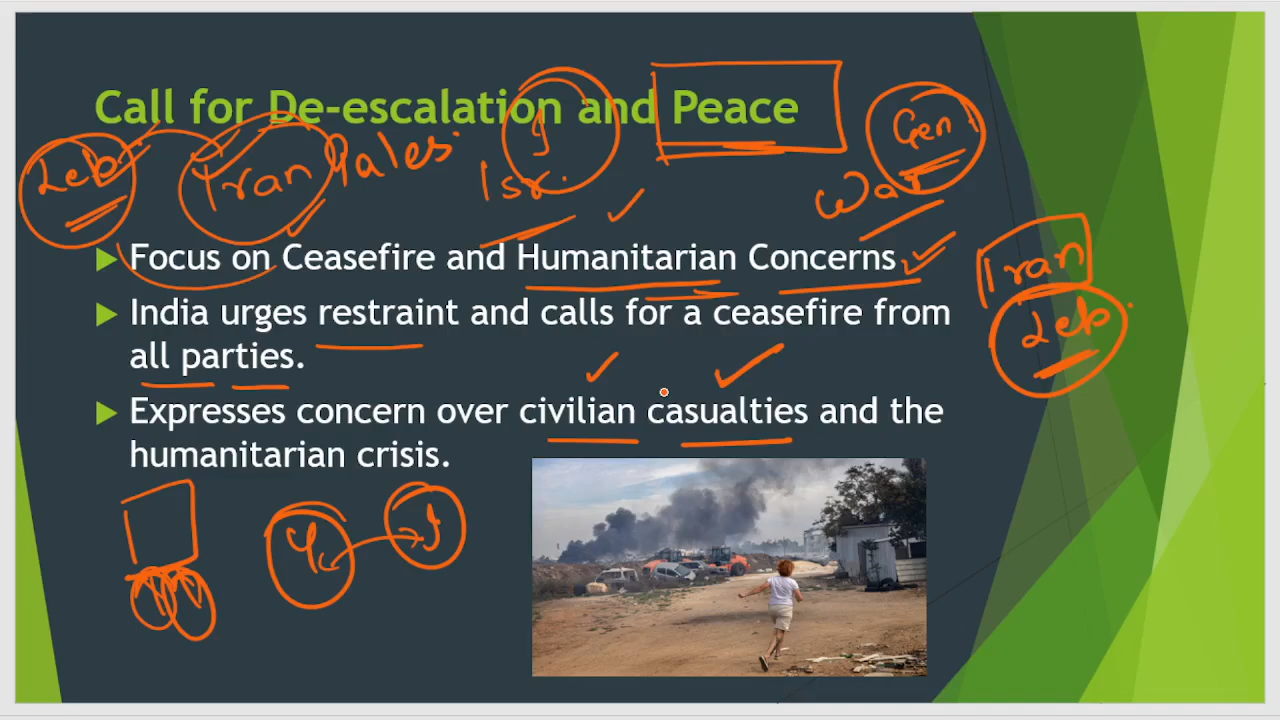 Call for De-escalation and Peace
Gen
Leb
Iran Pales.
I
Isr.
War
Focus on Ceasefire and Humanitarian Concerns
Iran
India urges restraint and calls for a ceasefire from
Leb.
all parties.
Expresses concern over civilian casualties and the
humanitarian crisis.